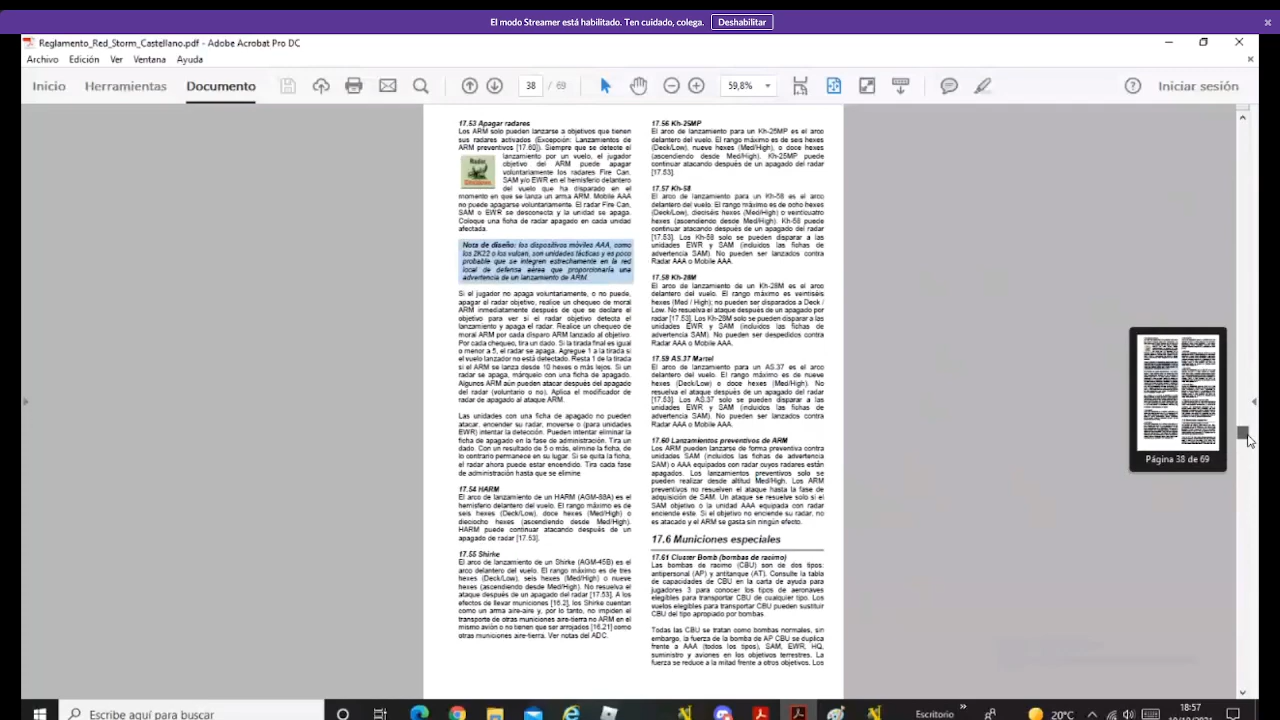 El modo Streamer está habilitado. Ten cuidado, colega. Deshabilitar
Reglamento_Red_Storm_Castellano.pdf - Adobe Acrobat Pro DC
Archivo Edición Ver Ventana Ayuda
Inicio Herramientas Documento 38 / 69 59,8% Iniciar sesión
17.53 Apagar radares
Los ARM solo pueden lanzarse a objetivos que tienen
sus radares activados (Excepción: Lanzamientos de
ARM preventivos [17.60]). Siempre que se detecte el
lanzamiento por un vuelo, el jugador
objetivo del ARM puede apagar
voluntariamente los radares Fire Can,
SAM y/o EWR en el hemisferio delantero
del vuelo que ha disparado en el
momento en que se lanza un arma ARM. Mobile AAA
no puede apagarse voluntariamente. El radar Fire Can,
SAM o EWR se desconecta y la unidad se apaga.
Coloque una ficha de radar apagado en cada unidad
afectada.
Nota de diseño: los dispositivos móviles AAA, como
los 2K22 o los vulcan, son unidades tácticas y es poco
probable que se integren estrechamente en la red
local de defensa aérea que proporcionaría una
advertencia de un lanzamiento de ARM.
Si el jugador no apaga voluntariamente, o no puede,
apagar el radar objetivo, realice un chequeo de moral
ARM inmediatamente después de que se declare el
objetivo para ver si el radar objetivo detecta el
lanzamiento y apaga el radar. Realice un chequeo de
moral ARM por cada disparo ARM lanzado al objetivo.
Por cada chequeo, tira un dado. Si la tirada final es igual
o menor a 5, el radar se apaga. Agregue 1 a la tirada
si el vuelo lanzador no está detectado. Resta 1 de la tirada
si el ARM se lanza desde 10 hexes o más lejos. Si un
radar se apaga, márquelo con una ficha de apagado.
Algunos ARM aún pueden atacar después del apagado
del radar (voluntario o no). Aplica el modificador de
radar de apagado al ataque ARM.
Las unidades con una ficha de apagado no pueden
atacar, encender su radar, moverse o (para unidades
EWR) intentar la detección. Pueden intentar eliminar la
ficha de apagado en la fase de administración. Tira un
dado. Con un resultado de 5 o más, elimine la ficha, de
lo contrario permanece en su lugar. Si se quita la ficha,
el radar ahora puede estar encendido. Tira cada fase
de administración hasta que se elimine
17.54 HARM
El arco de lanzamiento de un HARM (AGM-88A) es el
hemisferio delantero del vuelo. El rango máximo es de
seis hexes (Deck/Low), doce hexes (Med/High) o
dieciocho hexes (ascendiendo desde Med/High).
HARM puede continuar atacando después de un
apagado de radar [17.53].
17.55 Shirke
El arco de lanzamiento de un Shirke (AGM-45B) es el
arco delantero del vuelo. El rango máximo es de tres
hexes (Deck/Low), seis hexes (Med/High) o nueve
hexes (ascendiendo desde Med/High). No resuelva el
ataque después de un apagado del radar [17.53]. A los
efectos de llevar municiones [16.2], los Shirke cuentan
como un arma aire-aire y, por lo tanto, no impiden el
transporte de otras municiones aire-tierra no ARM en el
mismo avión o no tienen que ser arrojados [16.21] como
otras municiones aire-tierra. Ver notas del ADC.
17.56 Kh-25MP
El arco de lanzamiento para un Kh-25MP es el arco
delantero del vuelo. El rango máximo es de seis hexes
(Deck/Low), nueve hexes (Med/High), o doce hexes
(ascendiendo desde Med/High). Kh-25MP puede
continuar atacando después de un apagado del radar
[17.53].
17.57 Kh-58
El arco de lanzamiento para un Kh-58 es el arco
delantero del vuelo. El rango máximo es de ocho hexes
(Deck/Low), dieciséis hexes (Med/High) o veinticuatro
hexes (ascendiendo desde Med/High). Kh-58 puede
continuar atacando después de un apagado del radar
[17.53]. Los Kh-58 solo se pueden disparar a las
unidades EWR y SAM (incluidos las fichas de
advertencia SAM). No pueden ser lanzados contra
Radar AAA o Mobile AAA.
17.58 Kh-28M
El arco de lanzamiento de un Kh-28M es el arco
delantero del vuelo. El rango máximo es veintiséis
hexes (Med / High); no pueden ser disparados a Deck /
Low. No resuelva el ataque después de un apagado por
radar [17.53]. Los Kh-28M solo se pueden disparar a las
unidades EWR y SAM (incluidos las fichas de
advertencia SAM). No pueden ser despedidos contra
Radar AAA o Mobile AAA.
17.59 AS.37 Martel
El arco de lanzamiento para un AS.37 es el arco
delantero del vuelo. El rango máximo es de nueve
hexes (Deck/Low) o doce hexes (Med/High). No
resuelva el ataque después de un apagado de radar
[17.53]. Los AS.37 solo se pueden disparar a las
unidades EWR y SAM (incluidos las fichas de
advertencia SAM). No pueden ser lanzados contra
Radar AAA o Mobile AAA.
17.60 Lanzamientos preventivos de ARM
Los ARM pueden lanzarse de forma preventiva contra
unidades SAM (incluidos las fichas de advertencia
SAM) o AAA equipados con radar cuyos radares están
apagados. Los lanzamientos preventivos solo se
pueden realizar desde altitud Med/High. Los ARM
preventivos no resuelven el ataque hasta la fase de
adquisición de SAM. Un ataque se resuelve solo si el
SAM objetivo o la unidad AAA equipada con radar
enciende este. Si el objetivo no enciende su radar, no
es atacado y el ARM se gasta sin ningún efecto.
17.6 Municiones especiales
17.61 Cluster Bomb (bombas de racimo)
Las bombas de racimo (CBU) son de dos tipos:
antipersonal (AP) y antitanque (AT). Consulte la tabla
de capacidades de CBU en la carta de ayuda para
jugadores 3 para conocer los tipos de aeronaves
elegibles para transportar CBU de cualquier tipo. Los
vuelos elegibles para transportar CBU pueden sustituir
CBU del tipo apropiado por bombas.
Todas las CBU se tratan como bombas normales, sin
embargo, la fuerza de la bomba de AP CBU se duplica
frente a AAA (todos los tipos), SAM, EWR, HQ,
suministro y aviones en los objetivos terrestres. La
fuerza se reduce a la mitad frente a otros objetivos. Los
Página 38 de 69
Escribe aquí para buscar Escritorio 20°C 18:57